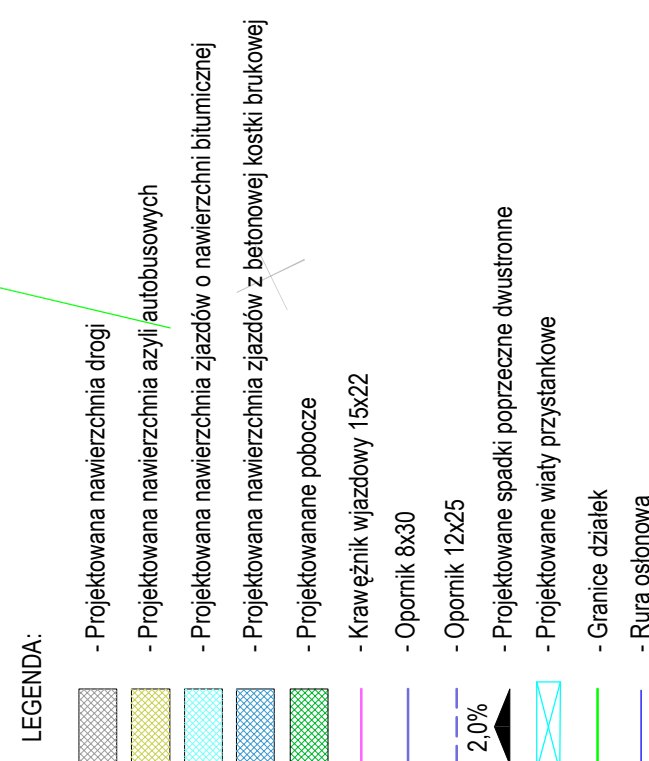 LEGENDA:
- Projektowana nawierzchnia drogi
- Projektowana nawierzchnia azyli autobusowych
- Projektowana nawierzchnia zjazdów o nawierzchni bitumicznej
- Projektowana nawierzchnia zjazdów z betonowej kostki brukowej
- Projektowanane pobocze
- Krawężnik wjazdowy 15x22
- Opornik 8x30
- Opornik 12x25
2,0%
- Projektowane spadki poprzeczne dwustronne
- Projektowane wiaty przystankowe
- Granice działek
- Rura osłonowa